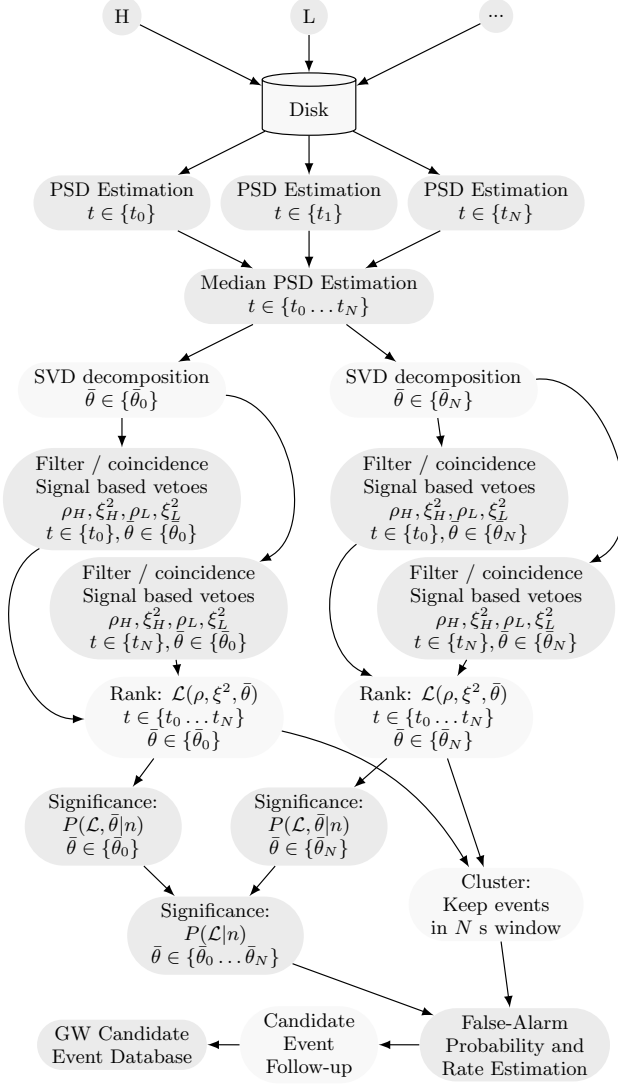 H
L
...
Disk
PSD Estimation
t ∈ {t₀}
PSD Estimation
t ∈ {t₁}
PSD Estimation
t ∈ {t_N}
Median PSD Estimation
t ∈ {t₀ … t_N}
SVD decomposition
θ̄ ∈ {θ̄₀}
SVD decomposition
θ̄ ∈ {θ̄_N}
Filter / coincidence
Signal based vetoes
ρ_H, ξ²_H, ρ_L, ξ²_L
t ∈ {t₀}, θ̄ ∈ {θ̄₀}
Filter / coincidence
Signal based vetoes
ρ_H, ξ²_H, ρ_L, ξ²_L
t ∈ {t₀}, θ̄ ∈ {θ̄_N}
Filter / coincidence
Signal based vetoes
ρ_H, ξ²_H, ρ_L, ξ²_L
t ∈ {t_N}, θ̄ ∈ {θ̄₀}
Filter / coincidence
Signal based vetoes
ρ_H, ξ²_H, ρ_L, ξ²_L
t ∈ {t_N}, θ̄ ∈ {θ̄_N}
Rank: ℒ(ρ, ξ², θ̄)
t ∈ {t₀ … t_N}
θ̄ ∈ {θ̄₀}
Rank: ℒ(ρ, ξ², θ̄)
t ∈ {t₀ … t_N}
θ̄ ∈ {θ̄_N}
Significance:
P(ℒ, θ̄|n)
θ̄ ∈ {θ̄₀}
Significance:
P(ℒ, θ̄|n)
θ̄ ∈ {θ̄_N}
Cluster:
Keep events
in N s window
Significance:
P(ℒ|n)
θ̄ ∈ {θ̄₀ … θ̄_N}
GW Candidate
Event Database
Candidate
Event
Follow-up
False-Alarm
Probability and
Rate Estimation